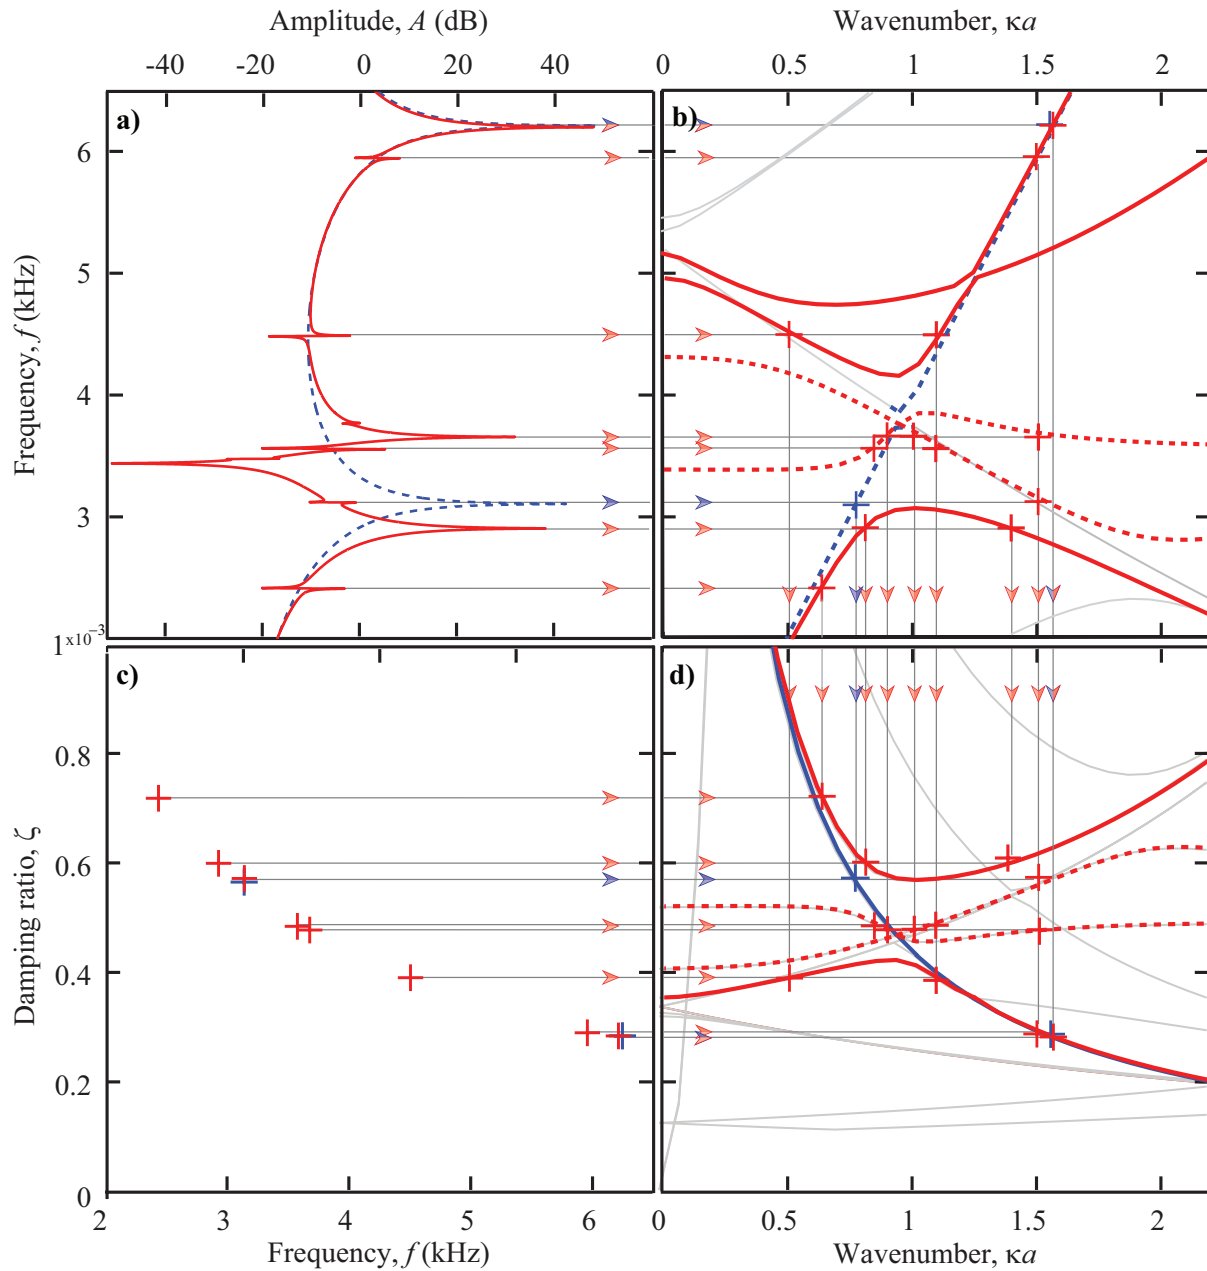 Amplitude, A (dB) Wavenumber, κa
-40 -20 0 20 40 0 0.5 1 1.5 2
a) b)
6
5
4
3
Frequency, f (kHz) Frequency, f (kHz)
1x10⁻³
c) d)
0.8
0.6
0.4
0.2
0
Damping ratio, ζ
2 3 4 5 6 0 0.5 1 1.5 2
Frequency, f (kHz) Wavenumber, κa